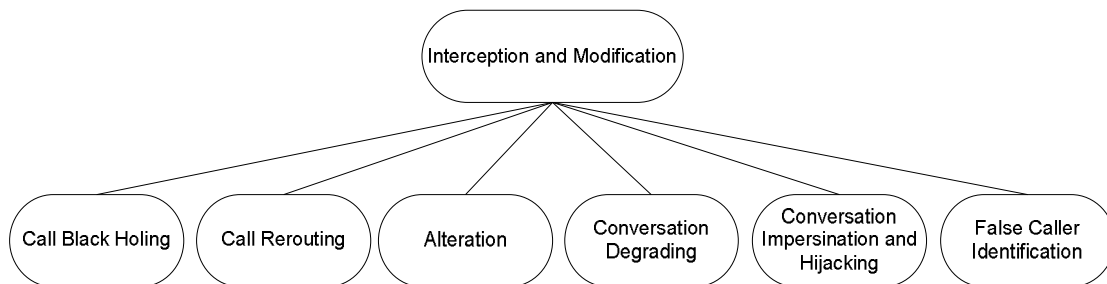 Interception and Modification
Call Black Holing
Call Rerouting
Alteration
Conversation
Degrading
Conversation
Impersination and
Hijacking
False Caller
Identification